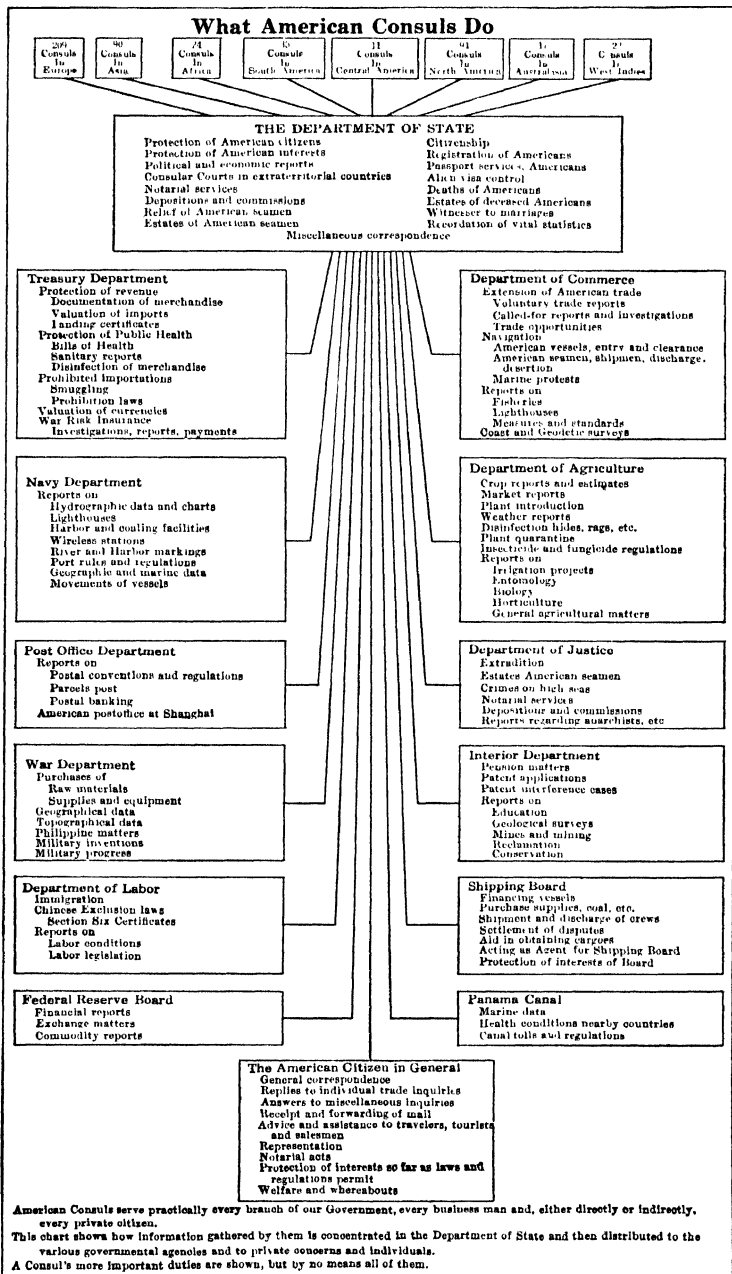 What American Consuls Do
209 Consuls In Europe
90 Consuls In Asia
24 Consuls In Africa
Consuls In South America
Consuls In Central America
94 Consuls In North America
Consuls In Australasia
Consuls In West Indies
THE DEPARTMENT OF STATE
Protection of American citizens
Protection of American interests
Political and economic reports
Consular Courts in extraterritorial countries
Notarial services
Depositions and commissions
Relief of American seamen
Estates of American seamen
Citizenship
Registration of Americans
Passport services, Americans
Alien visa control
Deaths of Americans
Estates of deceased Americans
Witnesser to marriages
Recordation of vital statistics
Miscellaneous correspondence
Treasury Department
Protection of revenue
Documentation of merchandise
Valuation of imports
Landing certificates
Protection of Public Health
Bills of Health
Sanitary reports
Disinfection of merchandise
Prohibited importations
Smuggling
Prohibition laws
Valuation of currencies
War Risk Insurance
Investigations, reports, payments
Department of Commerce
Extension of American trade
Voluntary trade reports
Called-for reports and investigations
Trade opportunities
Navigation
American vessels, entry and clearance
American seamen, shipmen, discharge,
desertion
Marine protests
Reports on
Fisheries
Lighthouses
Measures and standards
Coast and Geodetic surveys
Navy Department
Reports on
Hydrographic data and charts
Lighthouses
Harbor and coaling facilities
Wireless stations
River and Harbor markings
Port rules and regulations
Geographic and marine data
Movements of vessels
Department of Agriculture
Crop reports and estimates
Market reports
Plant introduction
Weather reports
Disinfection hides, rags, etc.
Plant quarantine
Insecticide and fungicide regulations
Reports on
Irrigation projects
Entomology
Biology
Horticulture
General agricultural matters
Post Office Department
Reports on
Postal conventions and regulations
Parcels post
Postal banking
American postoffice at Shanghai
Department of Justice
Extradition
Estates American seamen
Crimes on high seas
Notarial services
Depositions and commissions
Reports regarding anarchists, etc
War Department
Purchases of
Raw materials
Supplies and equipment
Geographical data
Topographical data
Philippine matters
Military inventions
Military progress
Interior Department
Pension matters
Patent applications
Patent interference cases
Reports on
Education
Geological surveys
Mines and mining
Reclamation
Conservation
Department of Labor
Immigration
Chinese Exclusion laws
Section Six Certificates
Reports on
Labor conditions
Labor legislation
Shipping Board
Financing vessels
Purchase supplies, coal, etc.
Shipment and discharge of crews
Settlement of disputes
Aid in obtaining cargoes
Acting as Agent for Shipping Board
Protection of interests of Board
Federal Reserve Board
Financial reports
Exchange matters
Commodity reports
Panama Canal
Marine data
Health conditions nearby countries
Canal tolls and regulations
The American Citizen in General
General correspondence
Replies to individual trade inquiries
Answers to miscellaneous inquiries
Receipt and forwarding of mail
Advice and assistance to travelers, tourists
and salesmen
Representation
Notarial acts
Protection of interests so far as laws and
regulations permit
Welfare and whereabouts
American Consuls serve practically every branch of our Government, every business man and, either directly or indirectly,
every private citizen.
This chart shows how information gathered by them is concentrated in the Department of State and then distributed to the
various governmental agencies and to private concerns and individuals.
A Consul's more important duties are shown, but by no means all of them.